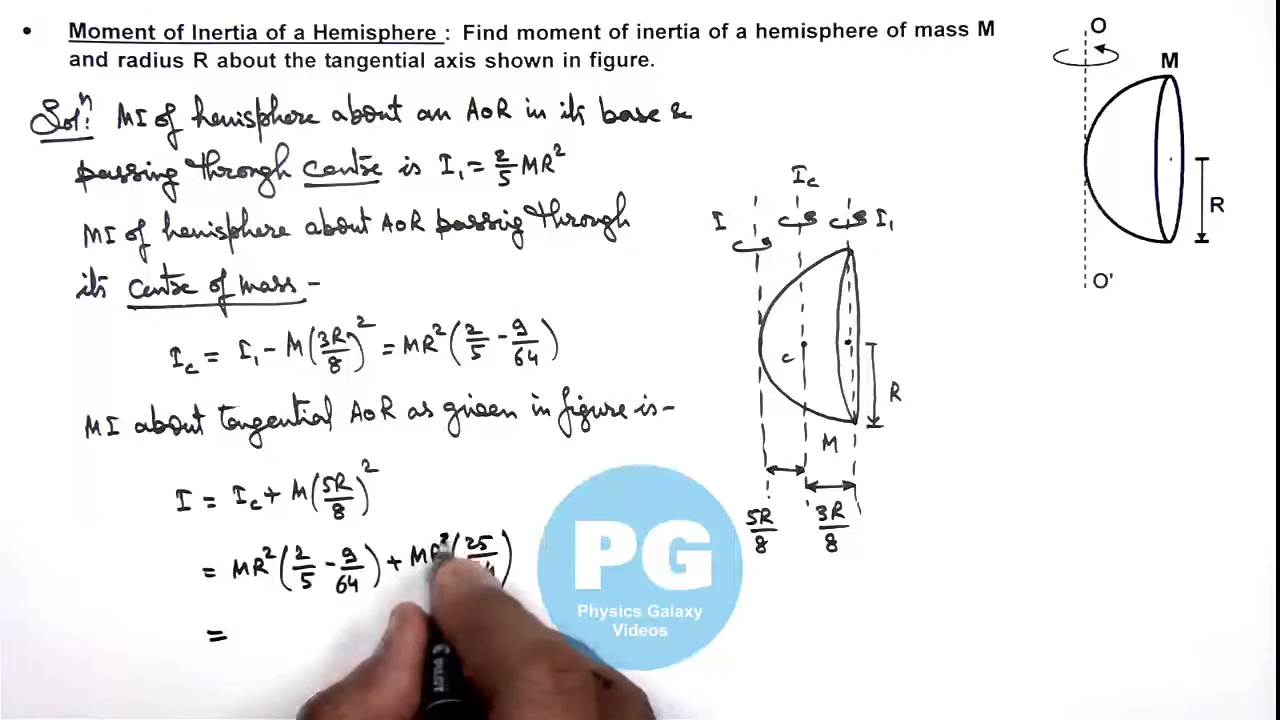 • Moment of Inertia of a Hemisphere : Find moment of inertia of a hemisphere of mass M
and radius R about the tangential axis shown in figure.
Solⁿ: MI of hemisphere about an AoR in its base &
passing through centre is I₁ = 2/5 MR²
MI of hemisphere about AoR passing through
its centre of mass –
I_c = I₁ – M(3R/8)² = MR²(2/5 – 9/64)
MI about tangential AoR as given in figure is –
I = I_c + M(5R/8)²
= MR²(2/5 – 9/64) + MR²(25/64)
=
O
M
R
O'
I_c
I
I₁
c
R
M
5R/8
3R/8
PG
Physics Galaxy
Videos